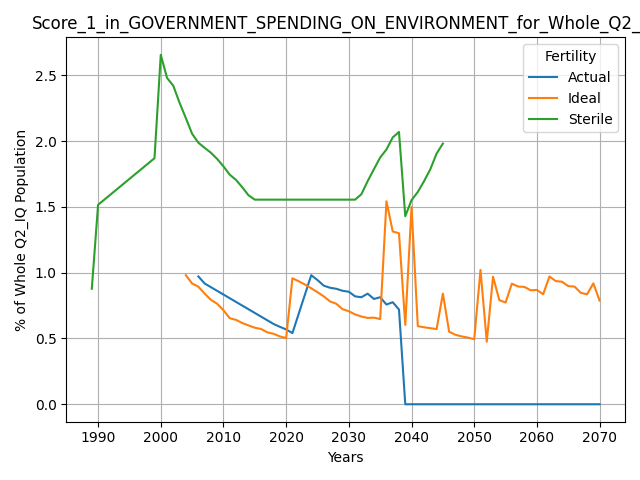 Score_1_in_GOVERNMENT_SPENDING_ON_ENVIRONMENT_for_Whole_Q2_
Fertility
Actual
Ideal
Sterile
% of Whole Q2_IQ Population
2.5
2.0
1.5
1.0
0.5
0.0
1990 2000 2010 2020 2030 2040 2050 2060 2070
Years